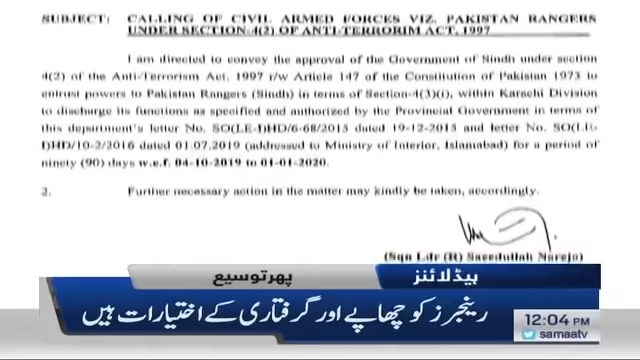 SUBJECT: CALLING OF CIVIL ARMED FORCES VIZ. PAKISTAN RANGERS
UNDER SECTION-4(2) OF ANTI-TERRORIM ACT, 1997
I am directed to convey the approval of the Government of Sindh under section
4(2) of the Anti-Terrorism Act, 1997 i/w Article 147 of the Constitution of Pakistan 1973 to
entrust powers to Pakistan Rangers (Sindh) in terms of Section-4(3)(i), within Karachi Division
to discharge its functions as specified and authorized by the Provincial Government in terms of
this department's letter No. SO(LE-I)HD/6-68/2015 dated 19-12-2015 and letter No. SO(LE-
I)HD/10-2/2016 dated 01.07.2019 (addressed to Ministry of Interior, Islamabad) for a period of
ninety (90) days w.e.f. 04-10-2019 to 01-01-2020.
2. Further necessary action in the matter may kindly be taken, accordingly.
(Sqn Ldr (R) Saeedullah Narejo)
ہیڈلائنز پھر توسیع
رینجرز کو چھاپے اور گرفتاری کے اختیارات ہیں
12:04 PM
samaatv